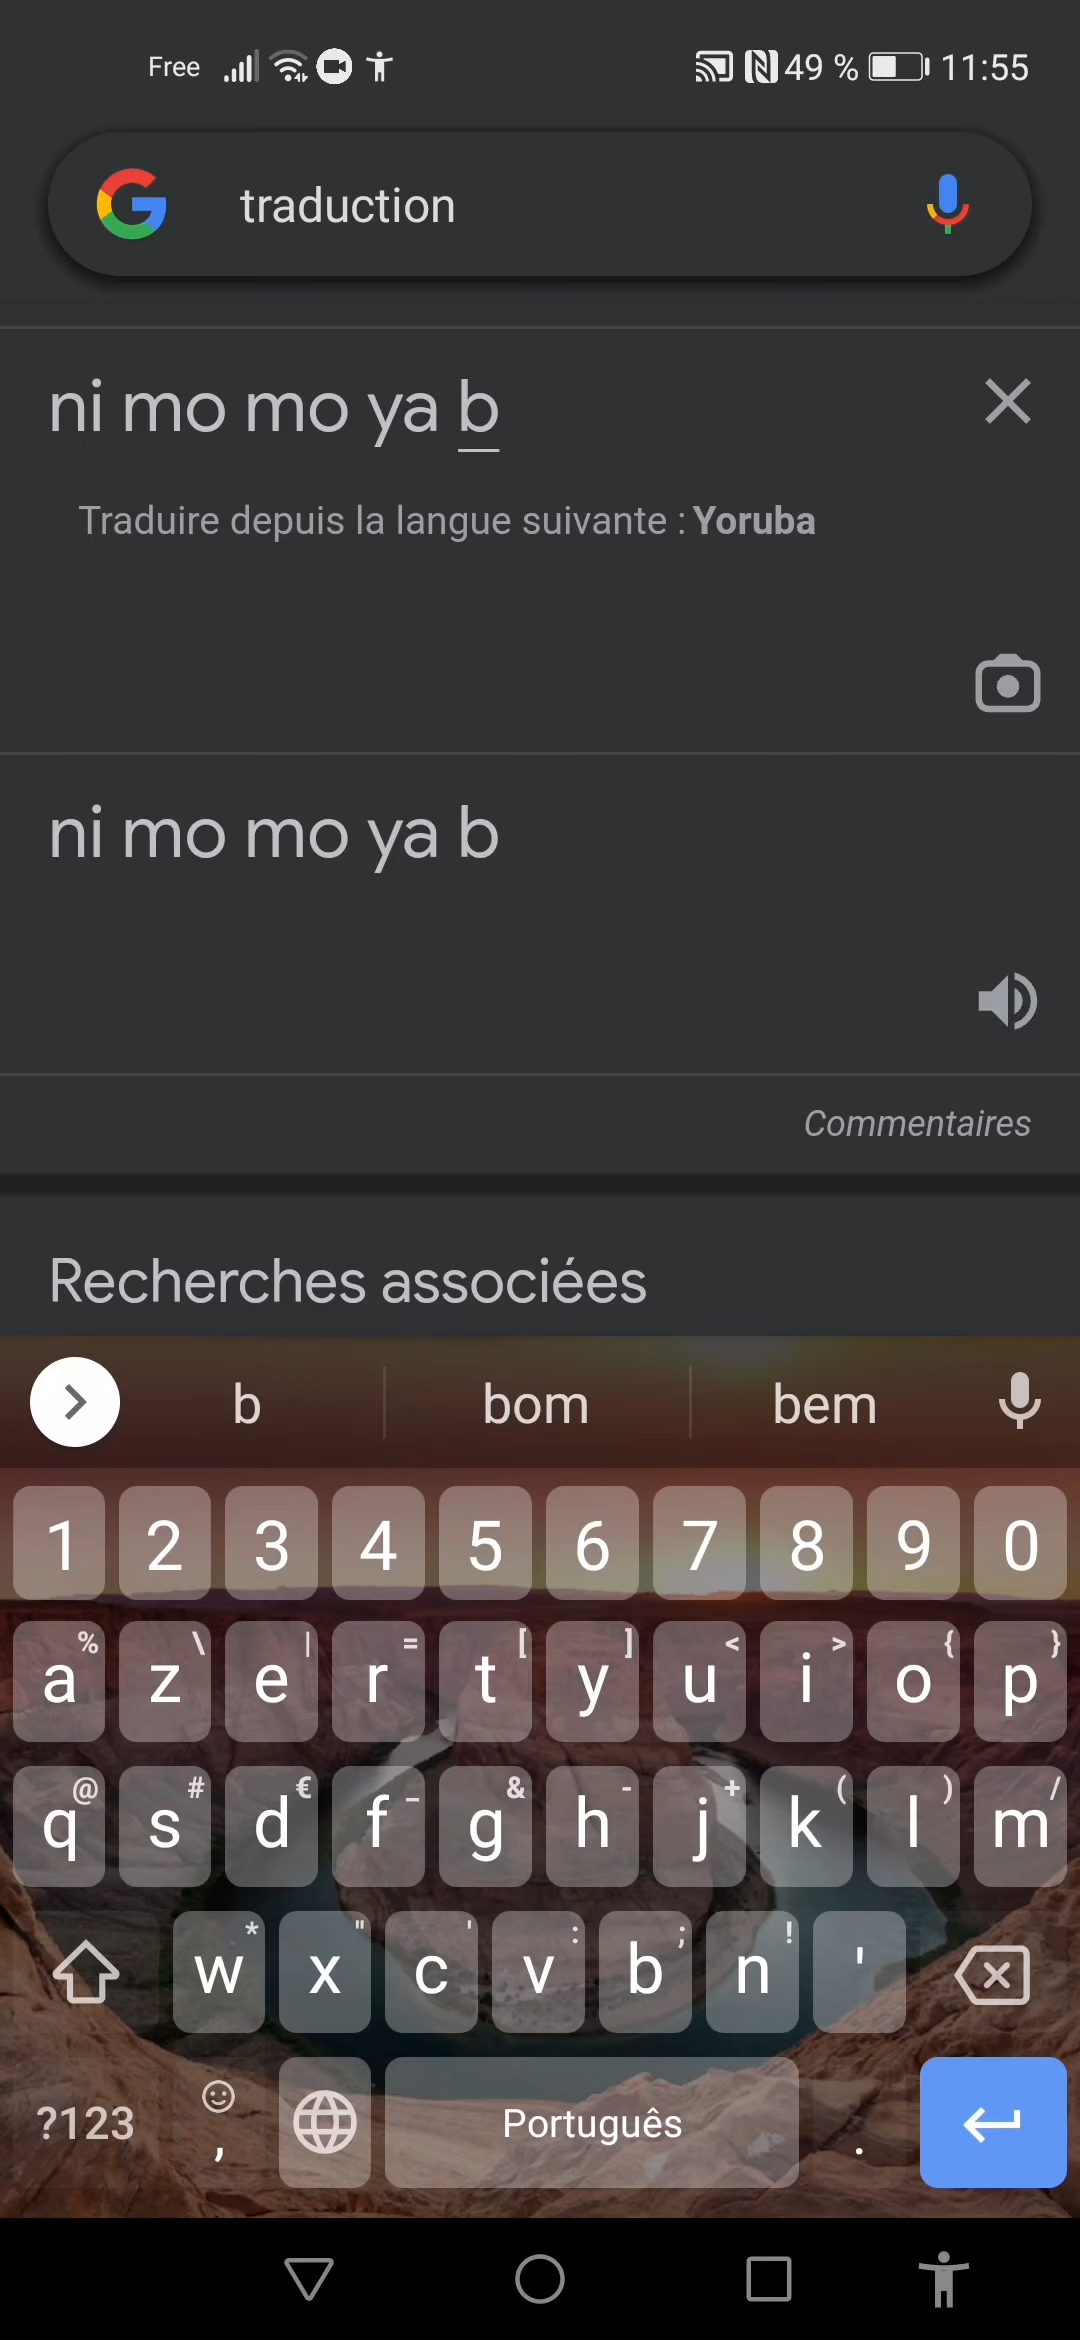 Free 49 % 11:55
traduction
ni mo mo ya b
Traduire depuis la langue suivante : Yoruba
ni mo mo ya b
Commentaires
Recherches associées
b bom bem
1 2 3 4 5 6 7 8 9 0
% \ | = [ ] < > { }
a z e r t y u i o p
@ # € _ & - + ( ) /
q s d f g h j k l m
* " ' : ; !
w x c v b n '
?123 , Português .